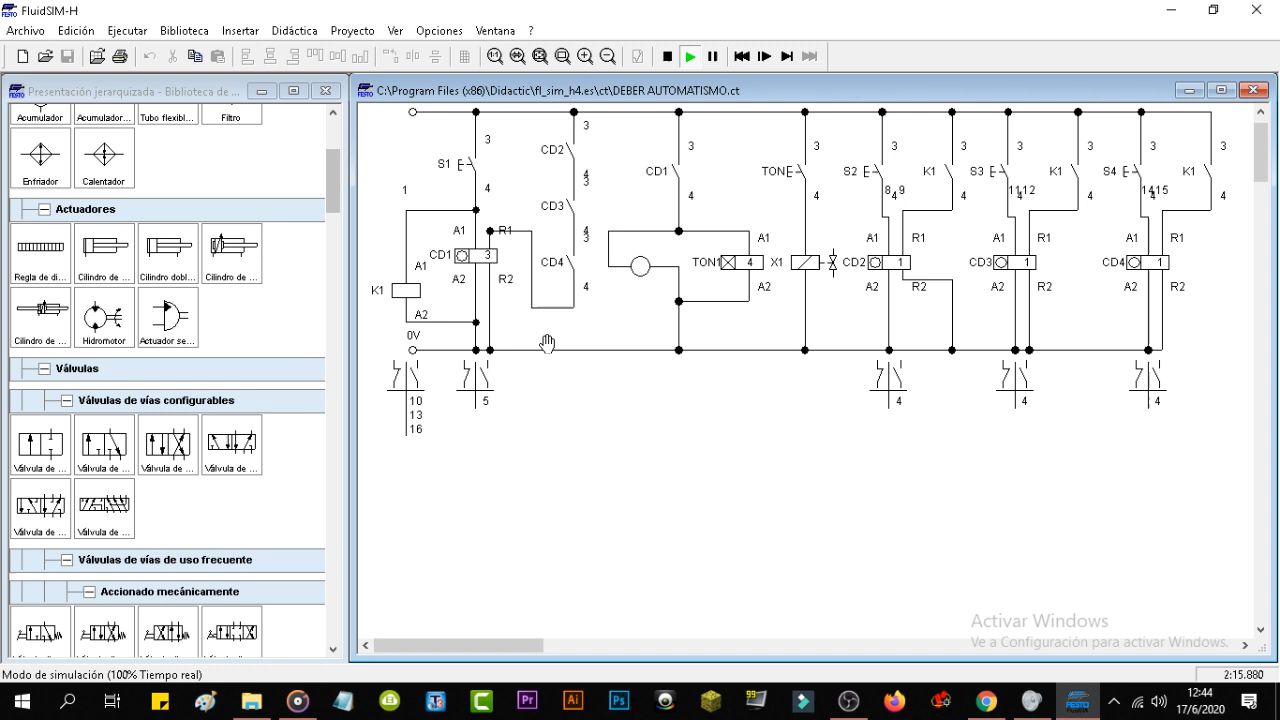 FluidSIM-H
Archivo Edición Ejecutar Biblioteca Insertar Didáctica Proyecto Ver Opciones Ventana ?
Presentación jerarquizada - Biblioteca de ...
C:\Program Files (x86)\Didactic\fl_sim_h4.es\ct\DEBER AUTOMATISMO.ct
Acumulador Acumulador... Tubo flexibl... Filtro
Enfriador Calentador
Actuadores
Regla de di... Cilindro de ... Cilindro dobl... Cilindro de ...
Cilindro de ... Hidromotor Actuador se...
Válvulas
Válvulas de vías configurables
Válvula de ... Válvula de ... Válvula de ... Válvula de ...
Válvula de ... Válvula de ...
Válvulas de vías de uso frecuente
Accionado mecánicamente
3
3 3 3 3 3 3 3 3 3
CD2
S1 CD1 TON S2 K1 S3 K1 S4 K1
4
3
1 4 4 4 8 9 4 4 11 12 4 4 14 15 4
CD3
4
3
A1 R1 A1 A1 R1 A1 R1 A1 R1
CD1 3 CD4 TON1 4 X1 CD2 1 CD3 1 CD4 1
A1
A2 R2 4 A2 A2 R2 A2 R2 A2 R2
K1
A2
0V
10 5 4 4 4
13
16
Activar Windows
Ve a Configuración para activar Windows.
Modo de simulación (100% Tiempo real) 2:15.880
12:44
17/6/2020